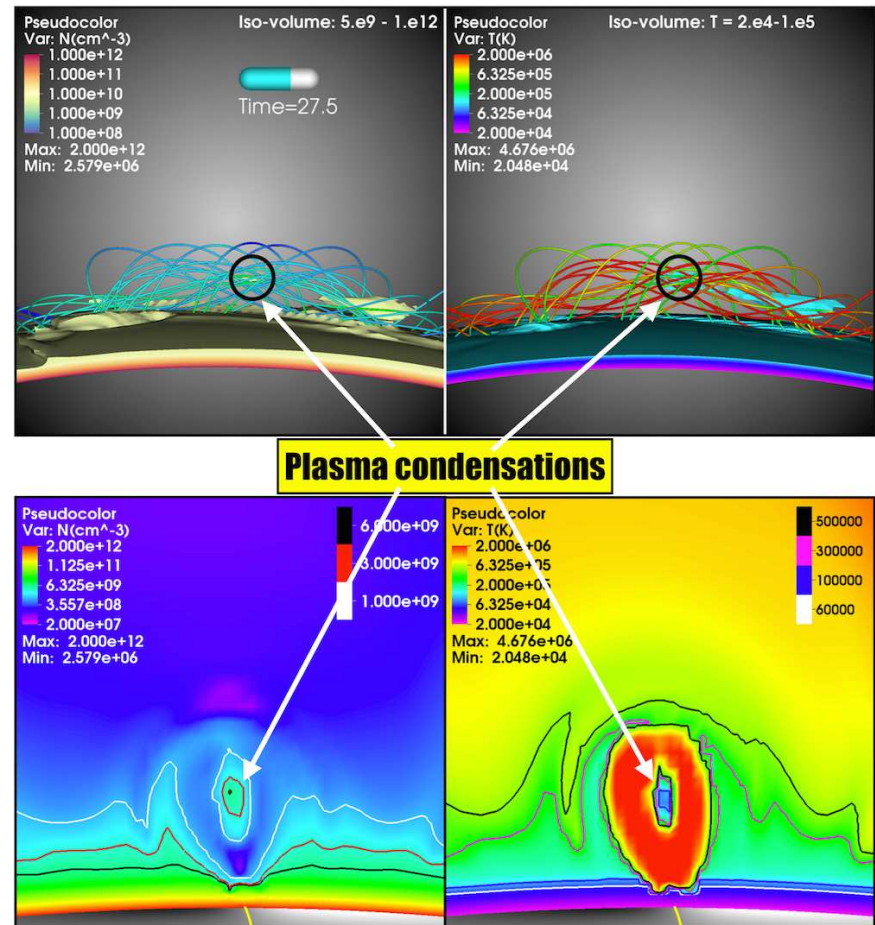 Pseudocolor
Var: N(cm^-3)
1.000e+12
1.000e+11
1.000e+10
1.000e+09
1.000e+08
Max: 2.000e+12
Min: 2.579e+06
Iso-volume: 5.e9 - 1.e12
Time=27.5
Pseudocolor
Var: T(K)
2.000e+06
6.325e+05
2.000e+05
6.325e+04
2.000e+04
Max: 4.676e+06
Min: 2.048e+04
Iso-volume: T = 2.e4-1.e5
Plasma condensations
Pseudocolor
Var: N(cm^-3)
2.000e+12
1.125e+11
6.325e+09
3.557e+08
2.000e+07
Max: 2.000e+12
Min: 2.579e+06
6.000e+09
3.000e+09
1.000e+09
Pseudocolor
Var: T(K)
2.000e+06
6.325e+05
2.000e+05
6.325e+04
2.000e+04
Max: 4.676e+06
Min: 2.048e+04
500000
300000
100000
60000